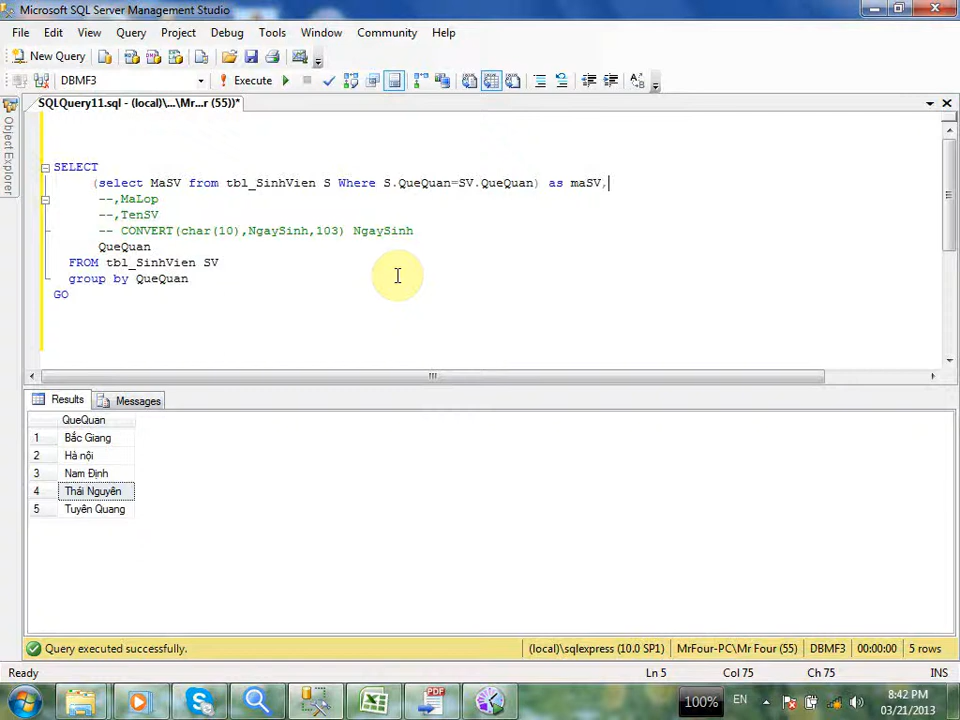 Microsoft SQL Server Management Studio
File Edit View Query Project Debug Tools Window Community Help
New Query
DBMF3 Execute
SQLQuery11.sql - (local)\...\Mr...r (55))*
Object Explorer
SELECT
(select MaSV from tbl_SinhVien S Where S.QueQuan=SV.QueQuan) as maSV,
--,MaLop
--,TenSV
-- CONVERT(char(10),NgaySinh,103) NgaySinh
QueQuan
FROM tbl_SinhVien SV
group by QueQuan
GO
Results Messages
QueQuan
1 Bắc Giang
2 Hà nội
3 Nam Định
4 Thái Nguyên
5 Tuyên Quang
Query executed successfully. (local)\sqlexpress (10.0 SP1) MrFour-PC\Mr Four (55) DBMF3 00:00:00 5 rows
Ready Ln 5 Col 75 Ch 75 INS
PDF 100% EN 8:42 PM
03/21/2013